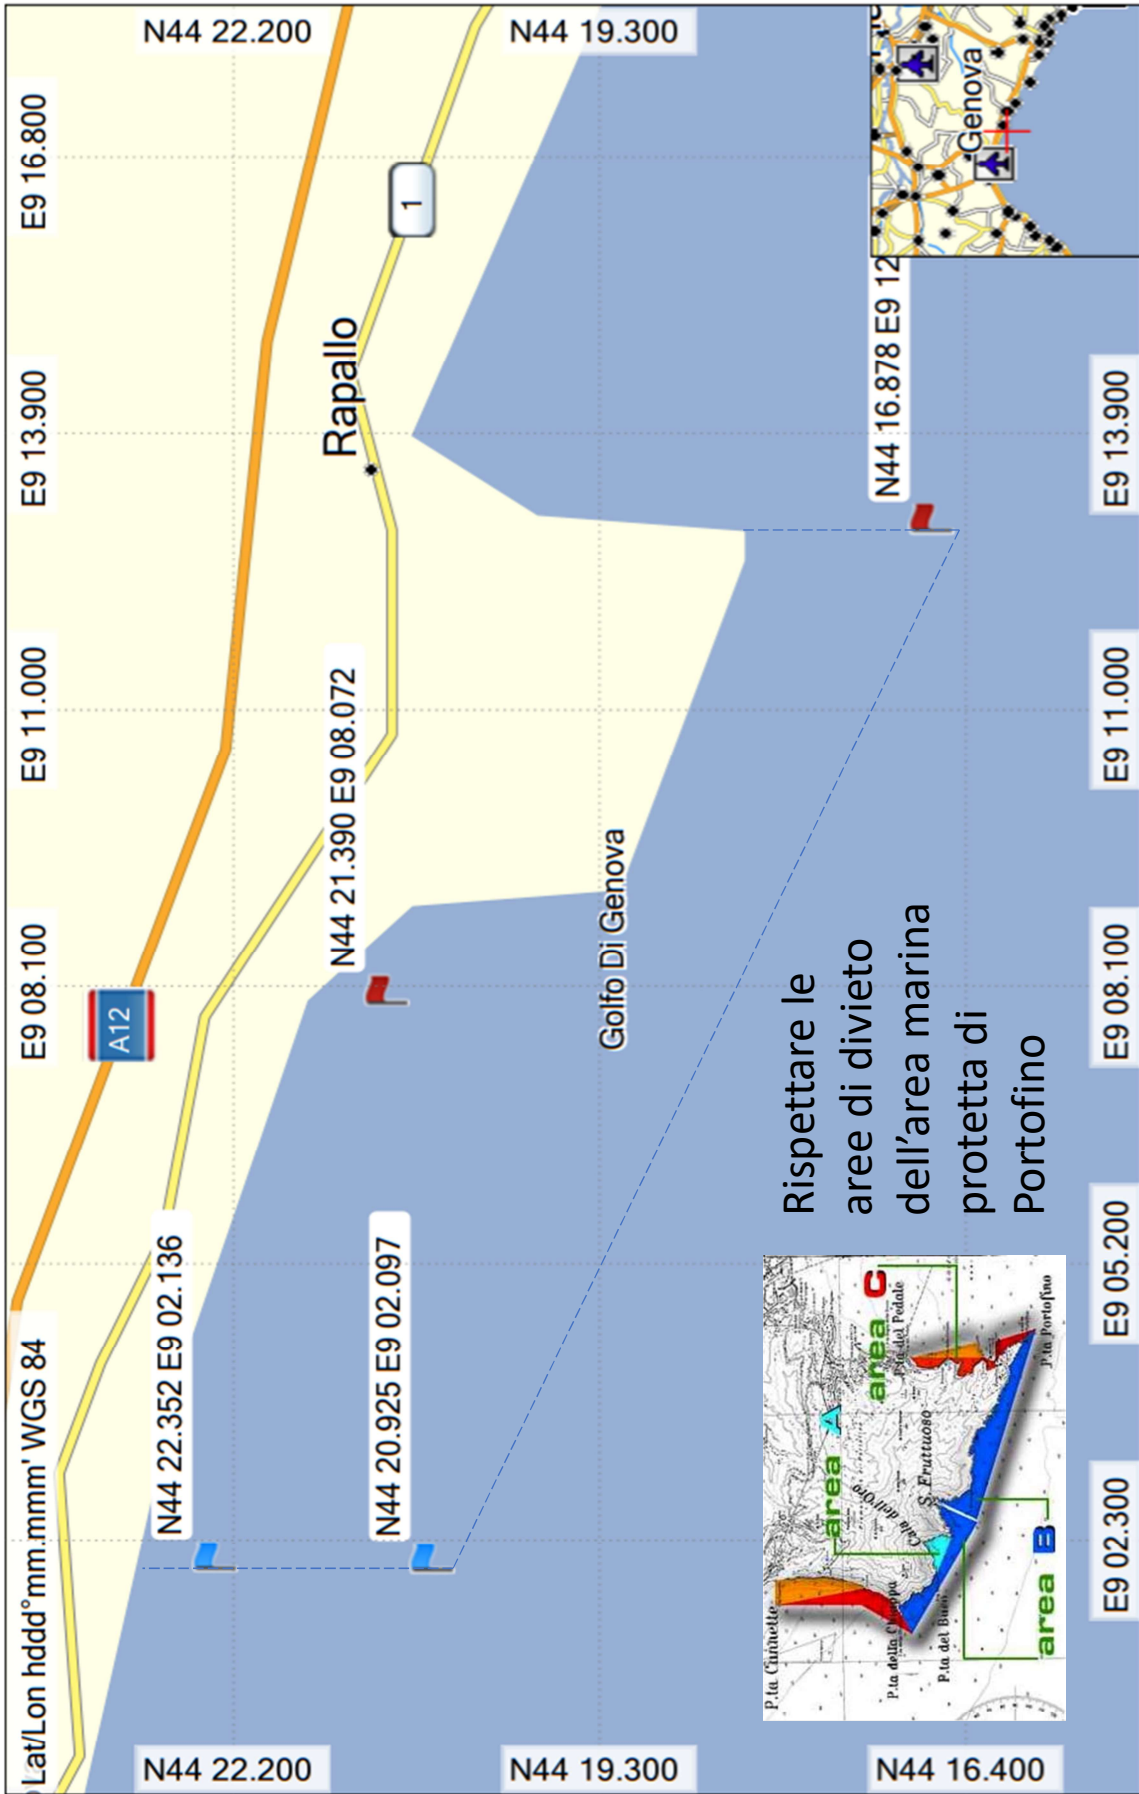 Lat/Lon hddd°mm.mmm' WGS 84
E9 02.300
E9 05.200
E9 08.100
E9 11.000
E9 13.900
E9 16.800
N44 22.200
N44 22.200
A12
N44 22.352 E9 02.136
N44 21.390 E9 08.072
Rapallo
1
N44 20.925 E9 02.097
N44 19.300
N44 19.300
Golfo Di Genova
N44 16.878 E9 12
N44 16.400
Genova
P.ta Cannette
area A
area C
P.ta del Pedale
Cala dell'Oro
S. Fruttuoso
P.ta della Chiappa
P.ta del Buco
P.ta Portofino
area B
Rispettare le
aree di divieto
dell'area marina
protetta di
Portofino
E9 02.300
E9 05.200
E9 08.100
E9 11.000
E9 13.900